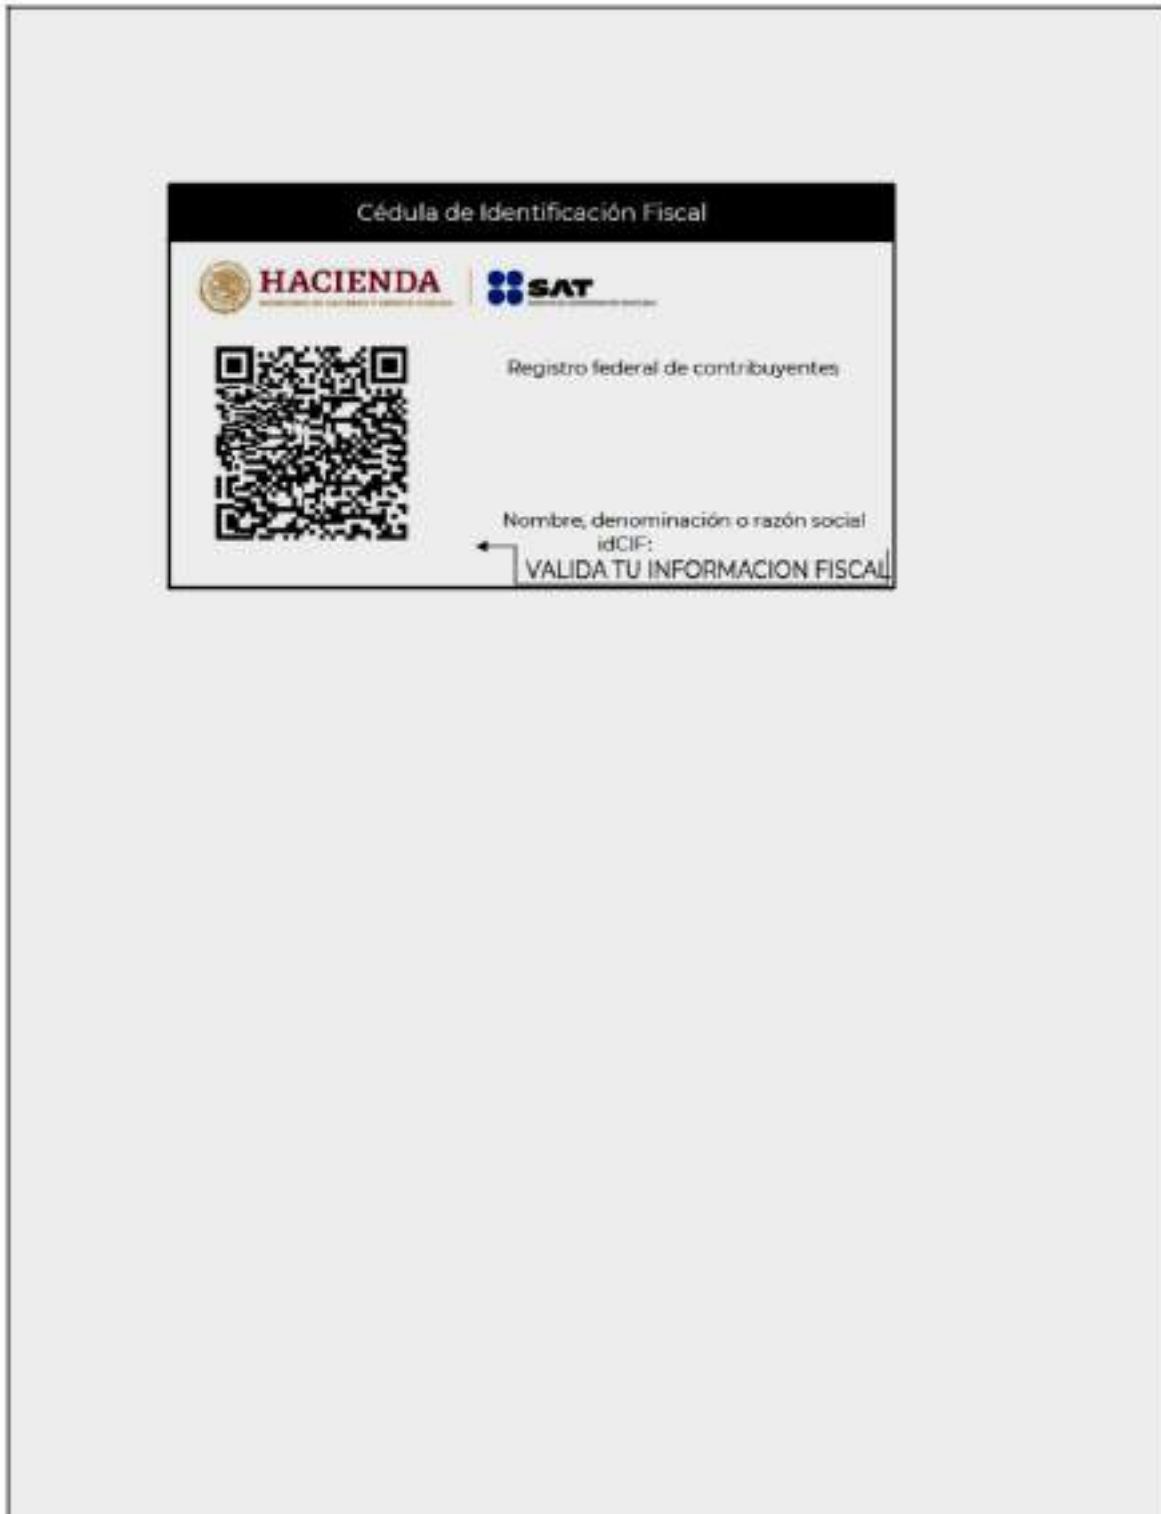 Cédula de Identificación Fiscal
HACIENDA
SAT
Registro federal de contribuyentes
Nombre, denominación o razón social
idCIF:
VALIDA TU INFORMACION FISCAL